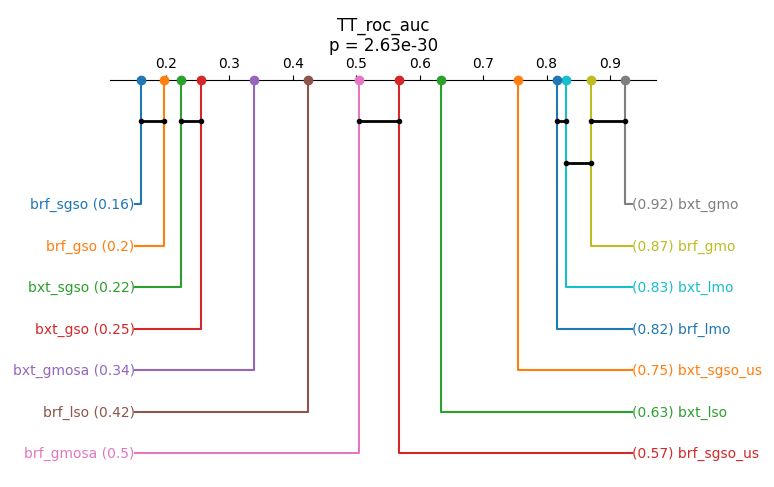 TT_roc_auc
p = 2.63e-30
0.2 0.3 0.4 0.5 0.6 0.7 0.8 0.9
brf_sgso (0.16) (0.92) bxt_gmo
brf_gso (0.2) (0.87) brf_gmo
bxt_sgso (0.22) (0.83) bxt_lmo
bxt_gso (0.25) (0.82) brf_lmo
bxt_gmosa (0.34) (0.75) bxt_sgso_us
brf_lso (0.42) (0.63) bxt_lso
brf_gmosa (0.5) (0.57) brf_sgso_us